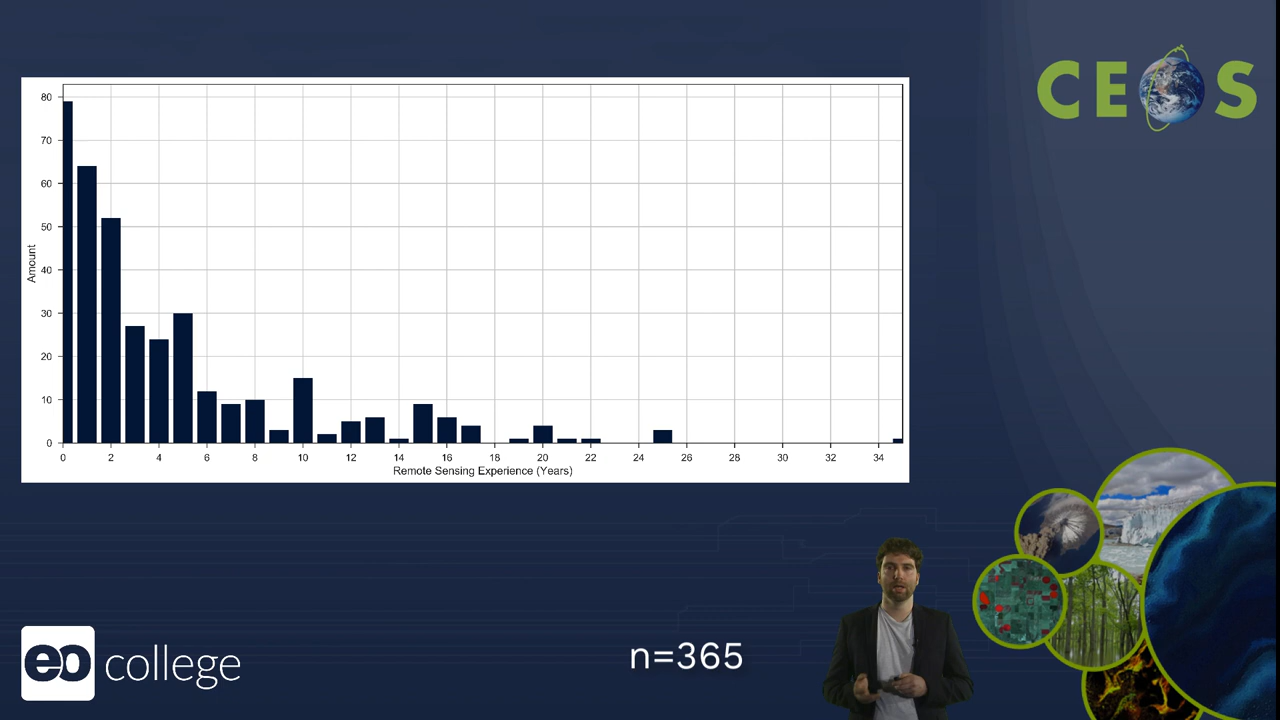 CEOS
80
70
60
50
40
30
20
10
0
Amount
0 2 4 6 8 10 12 14 16 18 20 22 24 26 28 30 32 34
Remote Sensing Experience (Years)
n=365
eo college